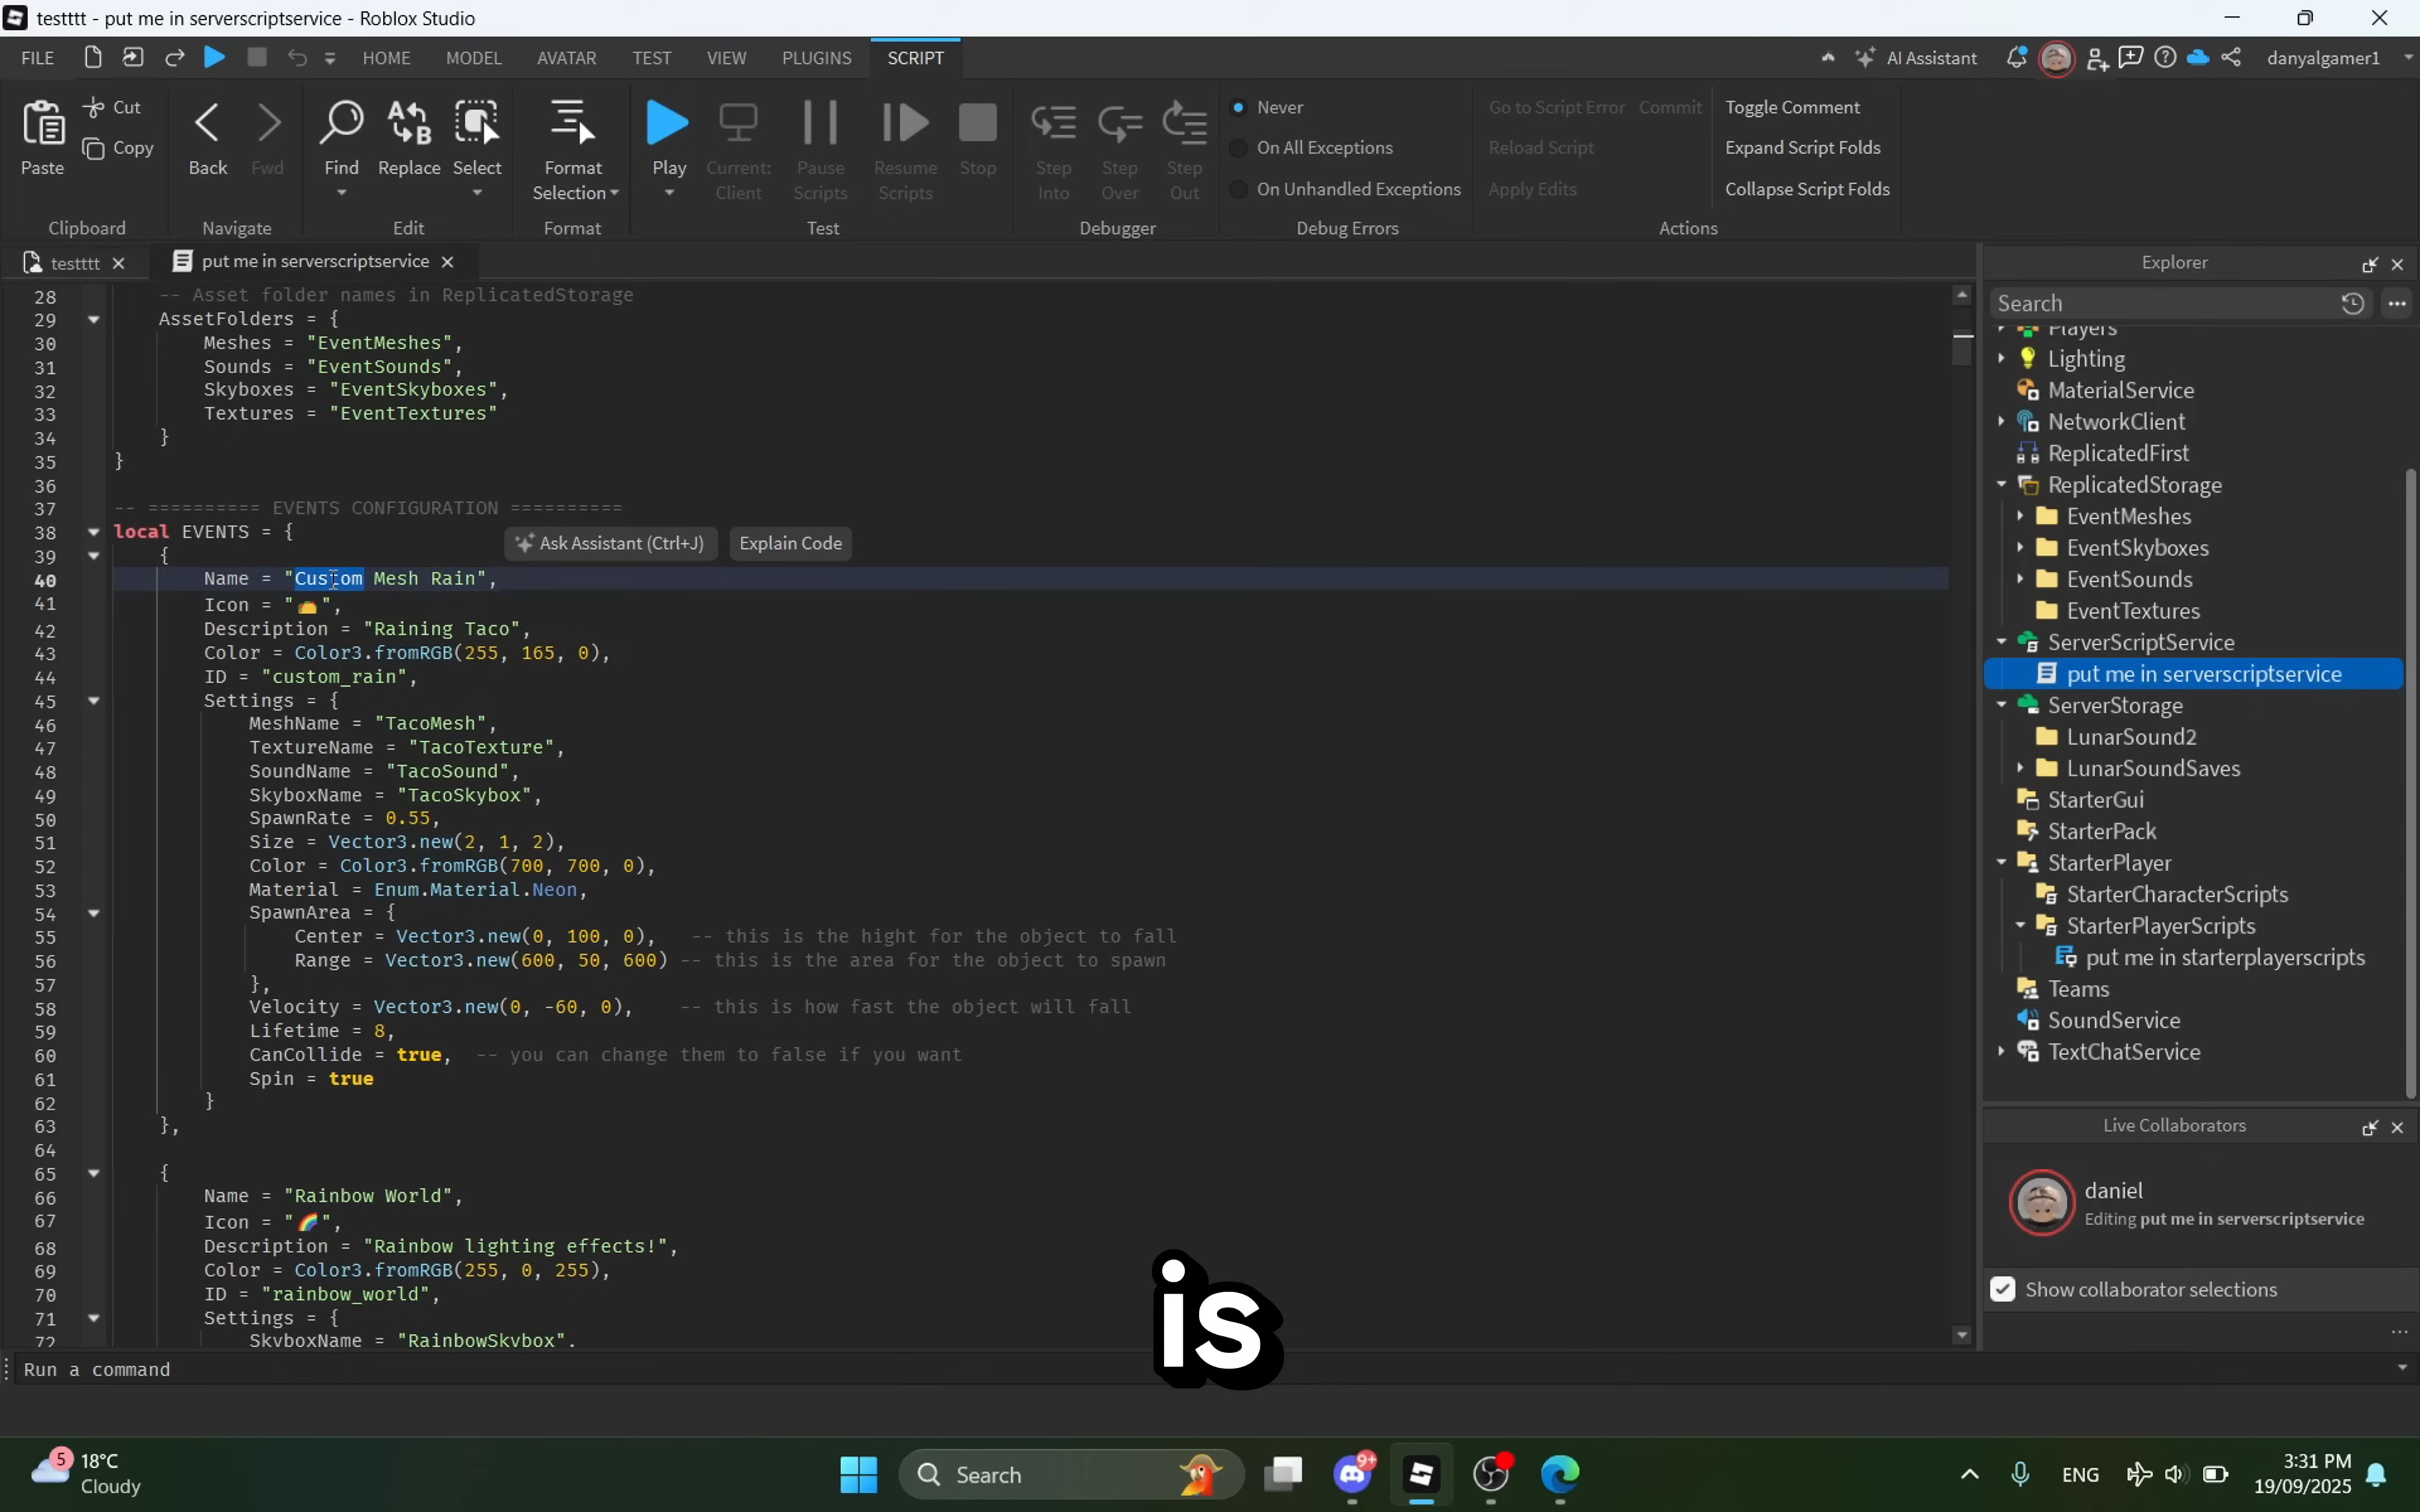 testttt - put me in serverscriptservice - Roblox Studio
FILE HOME MODEL AVATAR TEST VIEW PLUGINS SCRIPT AI Assistant danyalgamer1
Paste Cut Copy Back Fwd Find Replace Select Format Selection Play Current: Client Pause Scripts Resume Scripts Stop Step Into Step Over Step Out
Never
On All Exceptions
On Unhandled Exceptions
Go to Script Error Commit
Reload Script
Apply Edits
Toggle Comment
Expand Script Folds
Collapse Script Folds
Clipboard Navigate Edit Format Test Debugger Debug Errors Actions
testttt put me in serverscriptservice
28 -- Asset folder names in ReplicatedStorage
29 AssetFolders = {
30 Meshes = "EventMeshes",
31 Sounds = "EventSounds",
32 Skyboxes = "EventSkyboxes",
33 Textures = "EventTextures"
34 }
35 }
36
37 -- ========== EVENTS CONFIGURATION ==========
38 local EVENTS = {
Ask Assistant (Ctrl+J) Explain Code
39 {
40 Name = "Custom Mesh Rain",
41 Icon = "🌮",
42 Description = "Raining Taco",
43 Color = Color3.fromRGB(255, 165, 0),
44 ID = "custom_rain",
45 Settings = {
46 MeshName = "TacoMesh",
47 TextureName = "TacoTexture",
48 SoundName = "TacoSound",
49 SkyboxName = "TacoSkybox",
50 SpawnRate = 0.55,
51 Size = Vector3.new(2, 1, 2),
52 Color = Color3.fromRGB(700, 700, 0),
53 Material = Enum.Material.Neon,
54 SpawnArea = {
55 Center = Vector3.new(0, 100, 0), -- this is the hight for the object to fall
56 Range = Vector3.new(600, 50, 600) -- this is the area for the object to spawn
57 },
58 Velocity = Vector3.new(0, -60, 0), -- this is how fast the object will fall
59 Lifetime = 8,
60 CanCollide = true, -- you can change them to false if you want
61 Spin = true
62 }
63 },
64
65 {
66 Name = "Rainbow World",
67 Icon = "🌈",
68 Description = "Rainbow lighting effects!",
69 Color = Color3.fromRGB(255, 0, 255),
70 ID = "rainbow_world",
71 Settings = {
72 SkyboxName = "RainbowSkybox",
is
Run a command
Explorer
Search
Players
Lighting
MaterialService
NetworkClient
ReplicatedFirst
ReplicatedStorage
EventMeshes
EventSkyboxes
EventSounds
EventTextures
ServerScriptService
put me in serverscriptservice
ServerStorage
LunarSound2
LunarSoundSaves
StarterGui
StarterPack
StarterPlayer
StarterCharacterScripts
StarterPlayerScripts
put me in starterplayerscripts
Teams
SoundService
TextChatService
Live Collaborators
daniel
Editing put me in serverscriptservice
Show collaborator selections
5 18°C
Cloudy
Search
9+
ENG
3:31 PM
19/09/2025